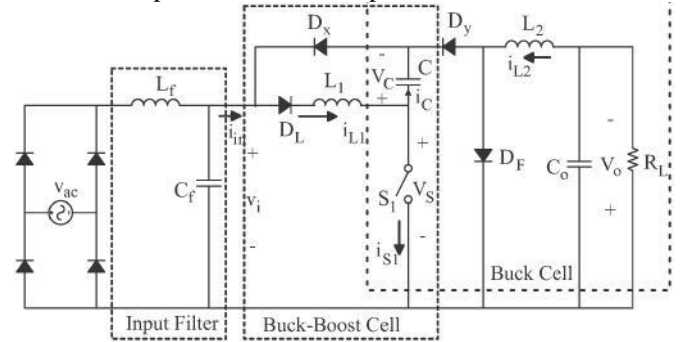 D_x
D_y
L_2
V_C
C
L_f
L_1
i_L2
i_C
i_in
D_L
i_L1
v_ac
C_f
v_i
S_1
V_S
D_F
C_o
V_o
R_L
i_S1
Buck Cell
Input Filter
Buck-Boost Cell